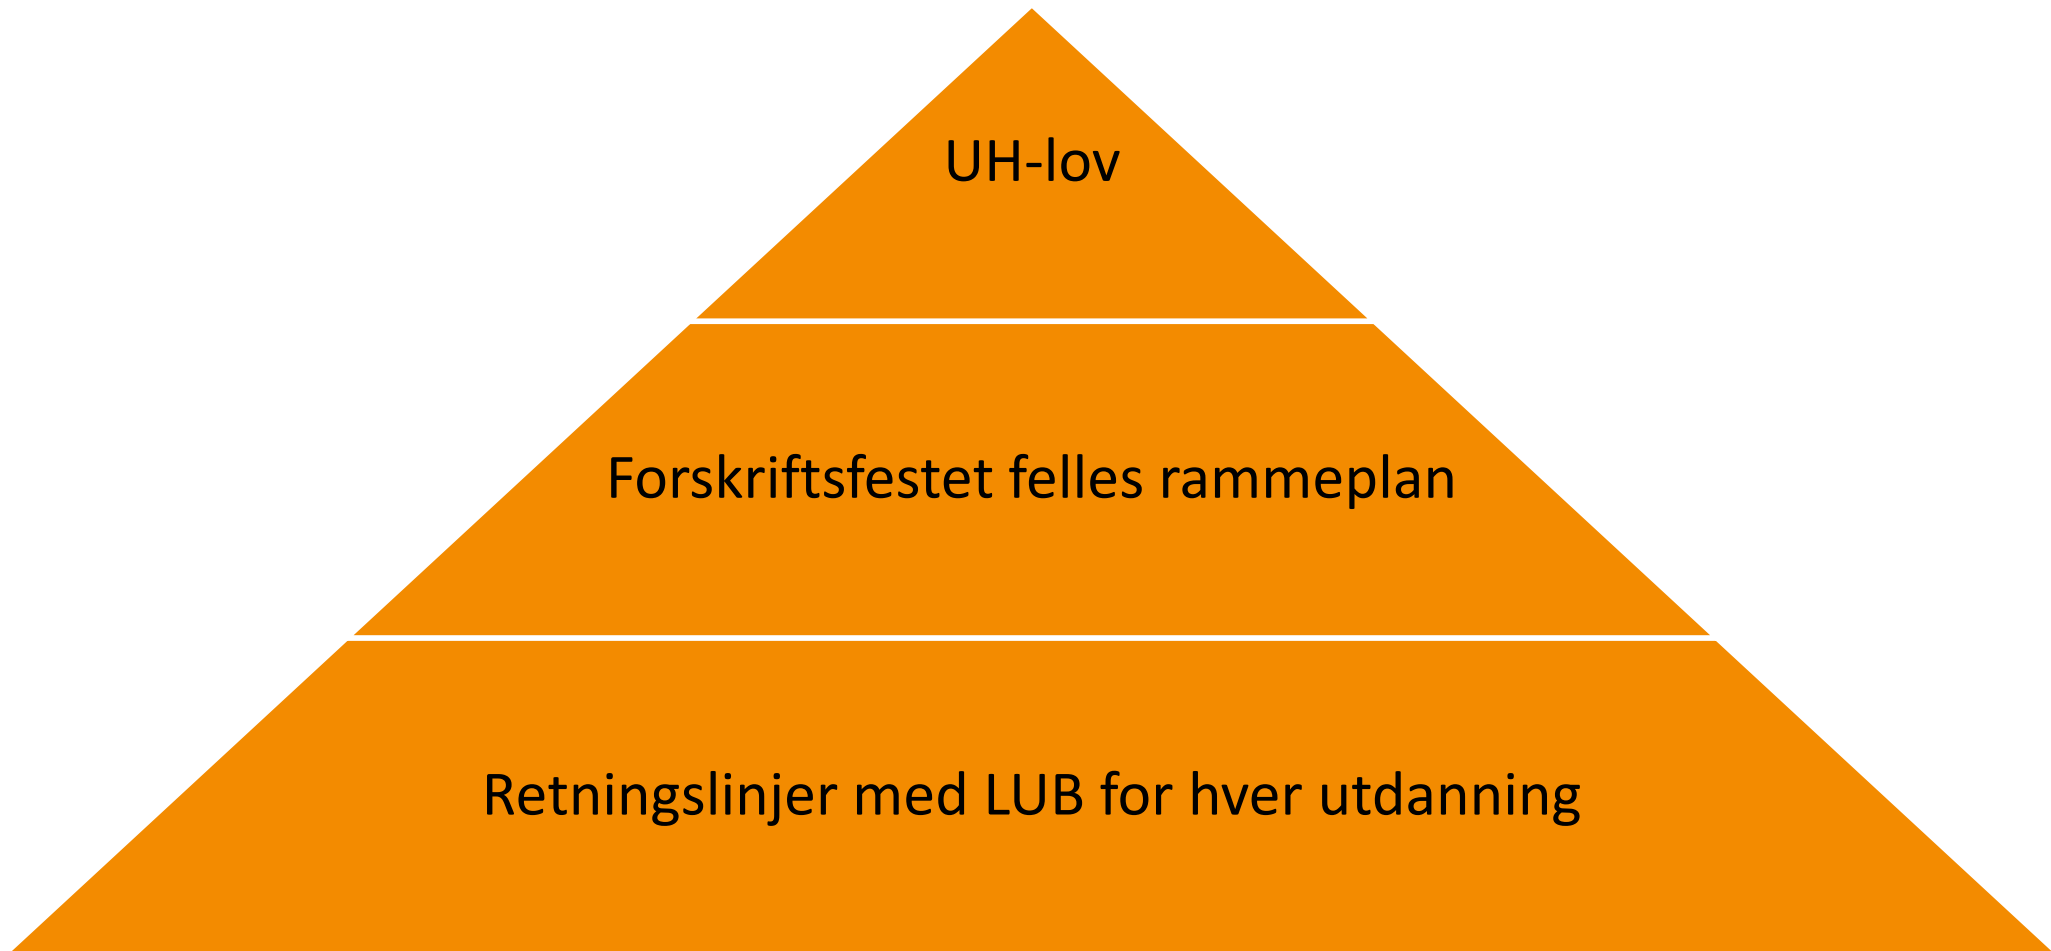 UH-lov
Forskriftsfestet felles rammeplan
Retningslinjer med LUB for hver utdanning